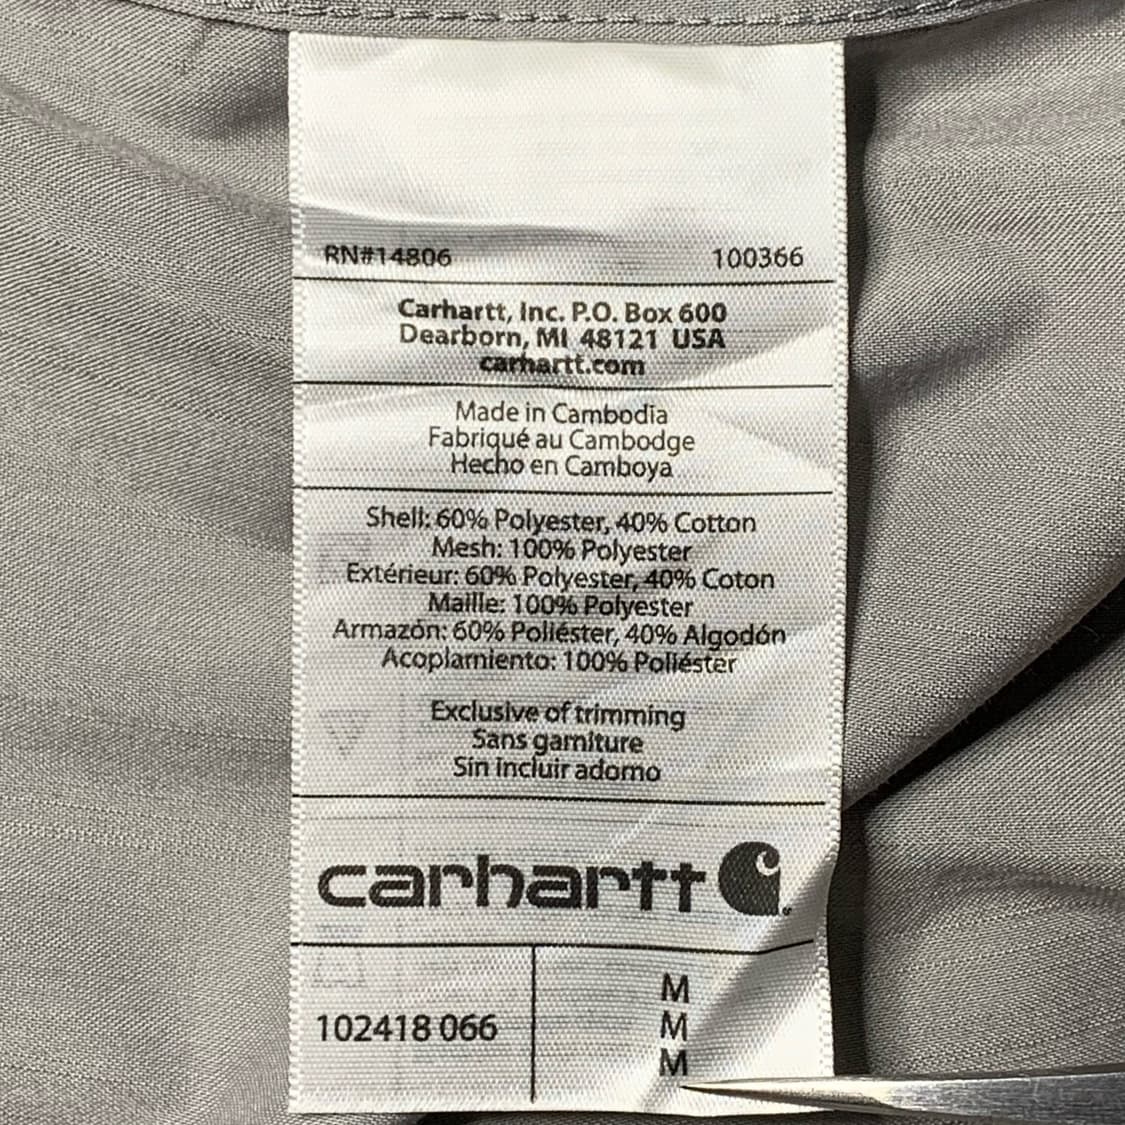 RN#14806 100366
Carhartt, Inc. P.O. Box 600
Dearborn, MI 48121 USA
carhartt.com
Made in Cambodia
Fabriqué au Cambodge
Hecho en Camboya
Shell: 60% Polyester, 40% Cotton
Mesh: 100% Polyester
Extérieur: 60% Polyester, 40% Coton
Maille: 100% Polyester
Armazón: 60% Poliéster, 40% Algodón
Acoplamiento: 100% Poliéster
Exclusive of trimming
Sans garniture
Sin incluir adorno
carhartt
102418 066
M
M
M